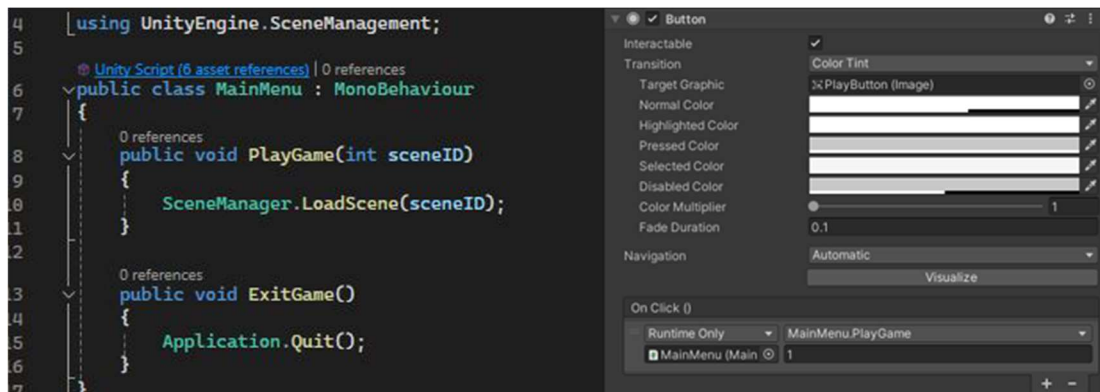 4 using UnityEngine.SceneManagement;
5
Unity Script (6 asset references) | 0 references
6 public class MainMenu : MonoBehaviour
7 {
0 references
8 public void PlayGame(int sceneID)
9 {
10 SceneManager.LoadScene(sceneID);
11 }
12
0 references
13 public void ExitGame()
14 {
15 Application.Quit();
16 }
17 }
Button
Interactable
Transition Color Tint
Target Graphic PlayButton (Image)
Normal Color
Highlighted Color
Pressed Color
Selected Color
Disabled Color
Color Multiplier 1
Fade Duration 0.1
Navigation Automatic
Visualize
On Click ()
Runtime Only MainMenu.PlayGame
MainMenu (Main 1
+ -